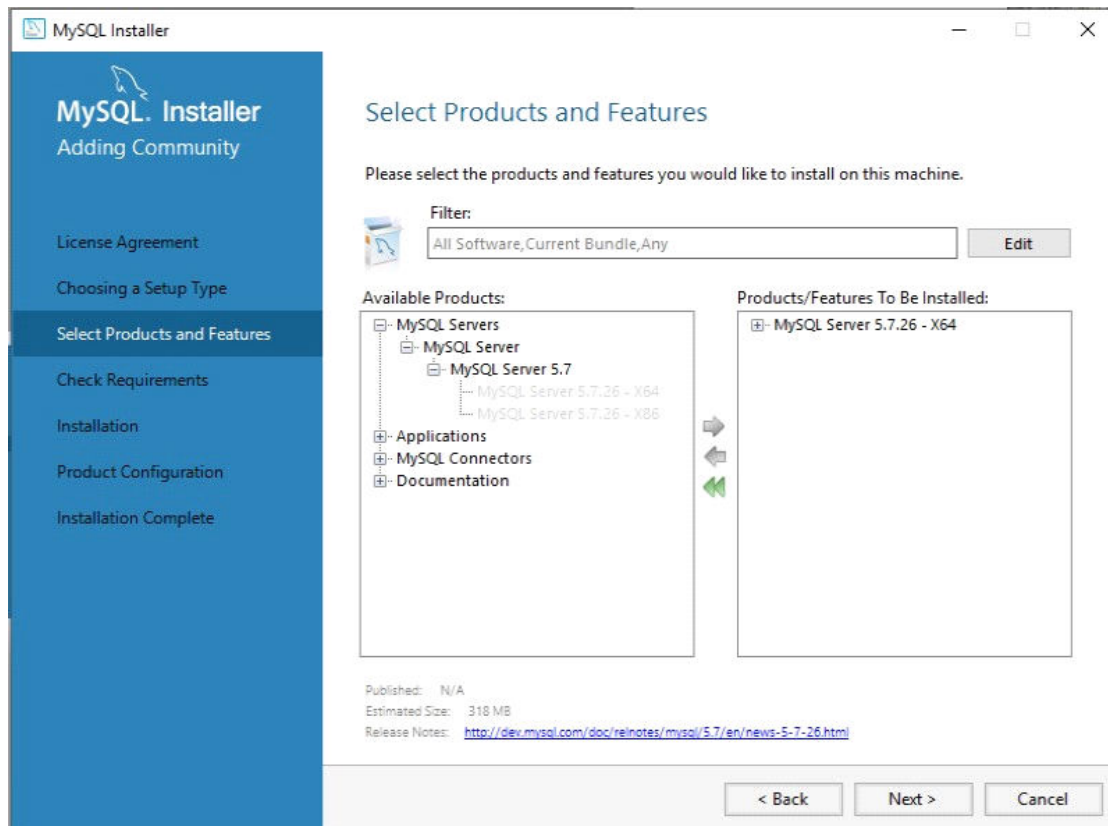 MySQL Installer
MySQL. Installer
Adding Community
License Agreement
Choosing a Setup Type
Select Products and Features
Check Requirements
Installation
Product Configuration
Installation Complete
Select Products and Features
Please select the products and features you would like to install on this machine.
Filter:
All Software,Current Bundle,Any
Edit
Available Products:
MySQL Servers
MySQL Server
MySQL Server 5.7
MySQL Server 5.7.26 - X64
MySQL Server 5.7.26 - X86
Applications
MySQL Connectors
Documentation
Products/Features To Be Installed:
MySQL Server 5.7.26 - X64
Published: N/A
Estimated Size: 318 MB
Release Notes: http://dev.mysql.com/doc/relnotes/mysql/5.7/en/news-5-7-26.html
< Back
Next >
Cancel